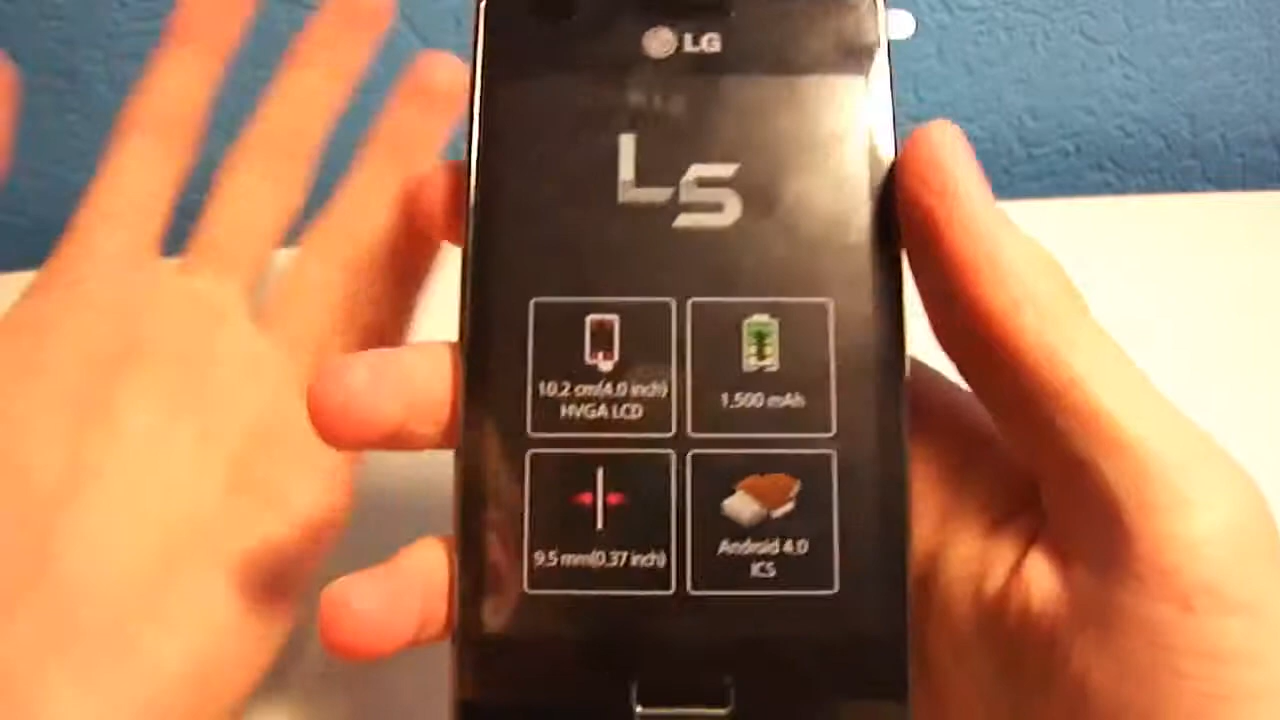 LG
L5
10.2 cm(4.0 inch)
HVGA LCD
1,500 mAh
9.5 mm(0.37 inch)
Android 4.0
ICS